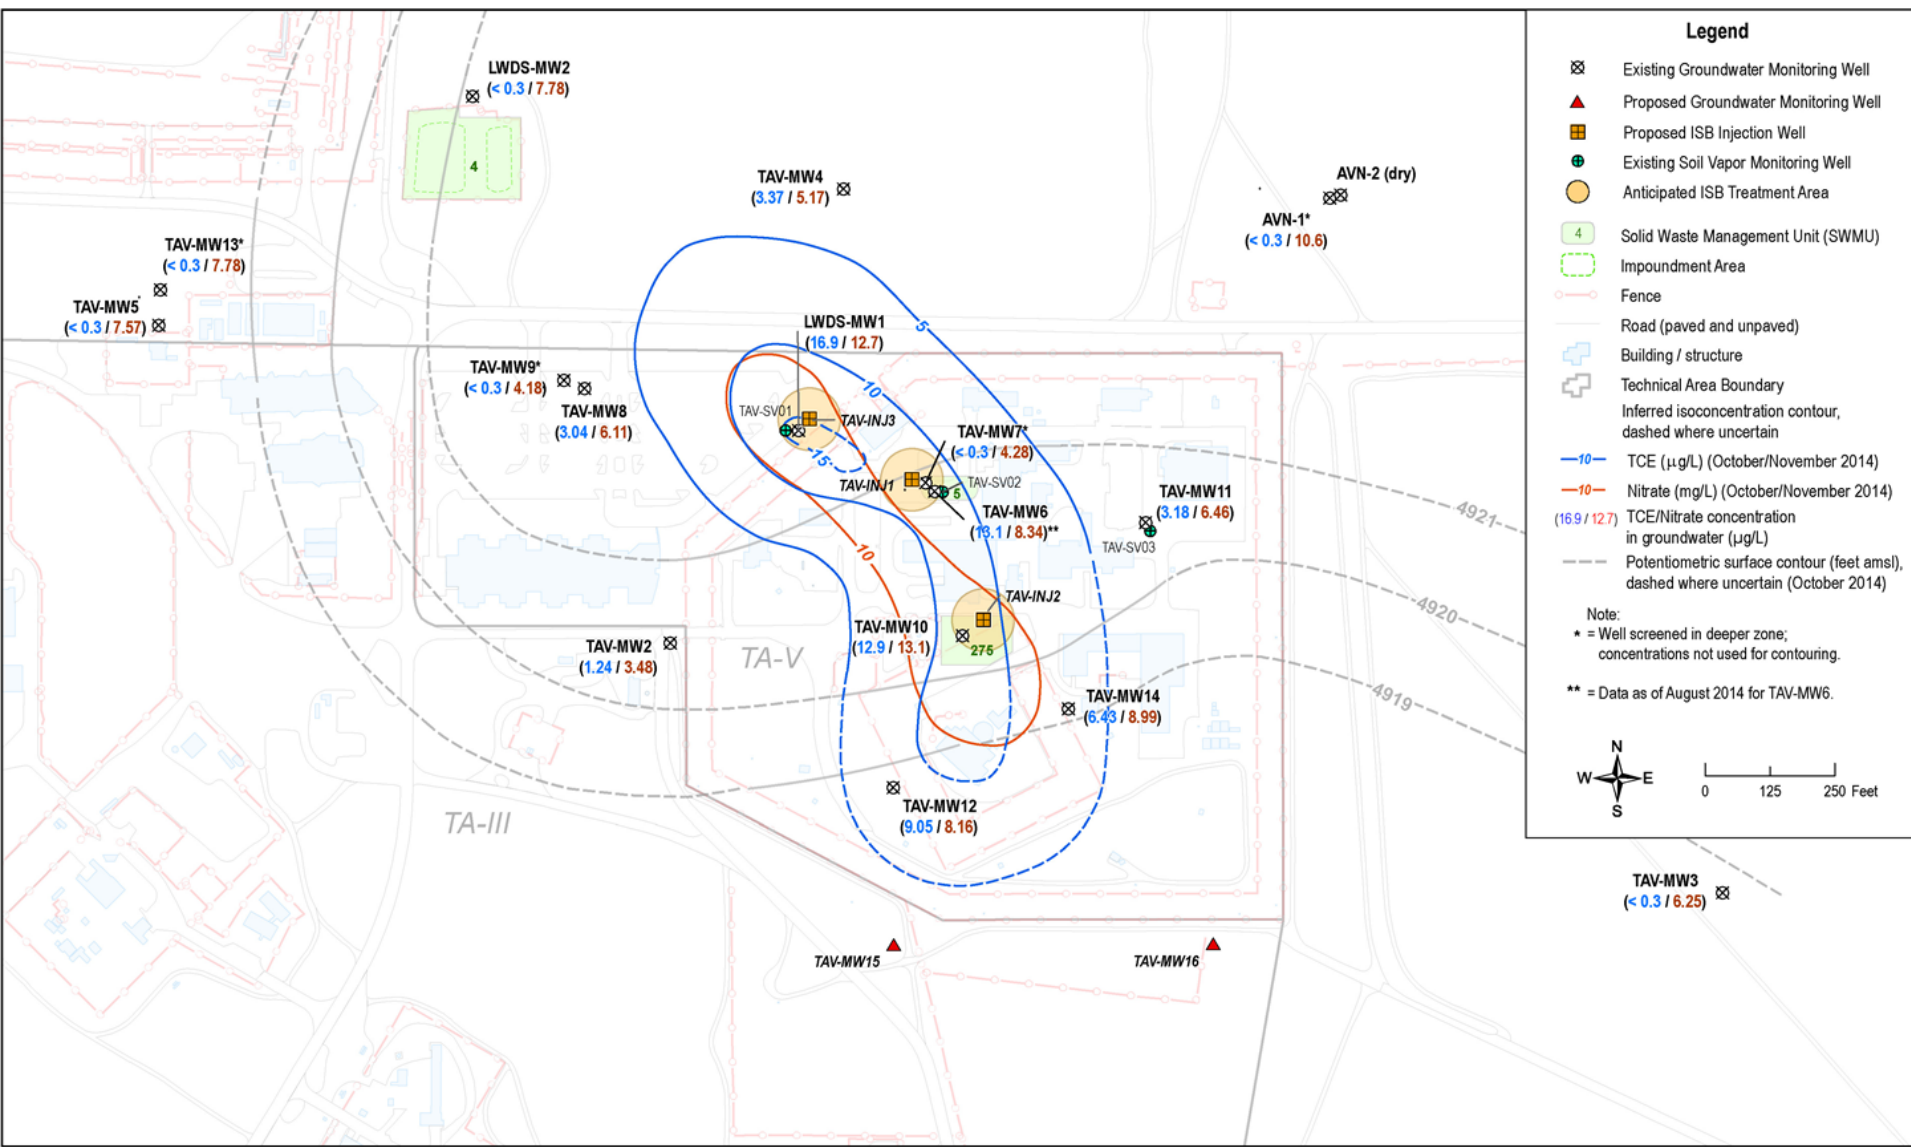 LWDS-MW2
(< 0.3 / 7.78)
4
TAV-MW4
(3.37 / 5.17)
AVN-2 (dry)
AVN-1*
(< 0.3 / 10.6)
TAV-MW13*
(< 0.3 / 7.78)
TAV-MW5
(< 0.3 / 7.57)
5
LWDS-MW1
(16.9 / 12.7)
TAV-MW9*
(< 0.3 / 4.18)
TAV-MW8
(3.04 / 6.11)
10
TAV-SV01
TAV-INJ3
15
TAV-MW7*
(< 0.3 / 4.28)
TAV-INJ1
TAV-SV02
5
TAV-MW6
(13.1 / 8.34)**
TAV-MW11
(3.18 / 6.46)
TAV-SV03
4921
10
TAV-INJ2
4920
TAV-MW10
(12.9 / 13.1)
275
TAV-MW2
(1.24 / 3.48)
TA-V
TAV-MW14
(6.43 / 8.99)
4919
TAV-MW12
(9.05 / 8.16)
TA-III
TAV-MW3
(< 0.3 / 6.25)
TAV-MW15
TAV-MW16
Legend
Existing Groundwater Monitoring Well
Proposed Groundwater Monitoring Well
Proposed ISB Injection Well
Existing Soil Vapor Monitoring Well
Anticipated ISB Treatment Area
4 Solid Waste Management Unit (SWMU)
Impoundment Area
Fence
Road (paved and unpaved)
Building / structure
Technical Area Boundary
Inferred isoconcentration contour,
dashed where uncertain
10 TCE (µg/L) (October/November 2014)
10 Nitrate (mg/L) (October/November 2014)
(16.9 / 12.7) TCE/Nitrate concentration
in groundwater (µg/L)
Potentiometric surface contour (feet amsl),
dashed where uncertain (October 2014)
Note:
* = Well screened in deeper zone;
concentrations not used for contouring.
** = Data as of August 2014 for TAV-MW6.
N
W E
S
0 125 250 Feet